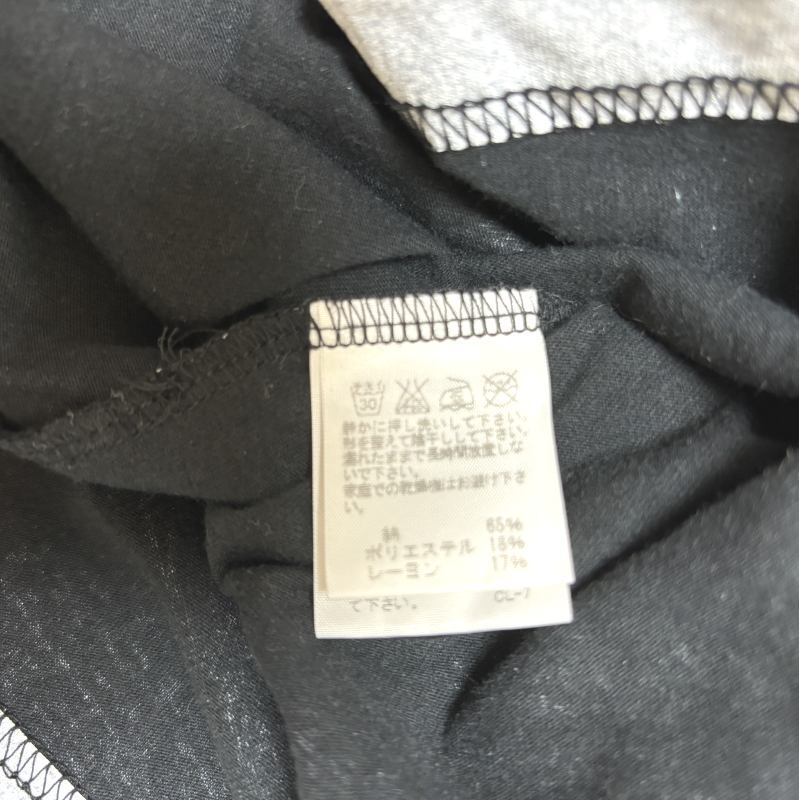 手洗イ
30
静かに押し洗いして下さい。
形を整えて陰干しして下さい。
濡れたままで長時間放置しな
いで下さい。
家庭での乾燥機はお避け下さ
い。
綿 65%
ポリエステル 18%
レーヨン 17%
て下さい。 CL-7